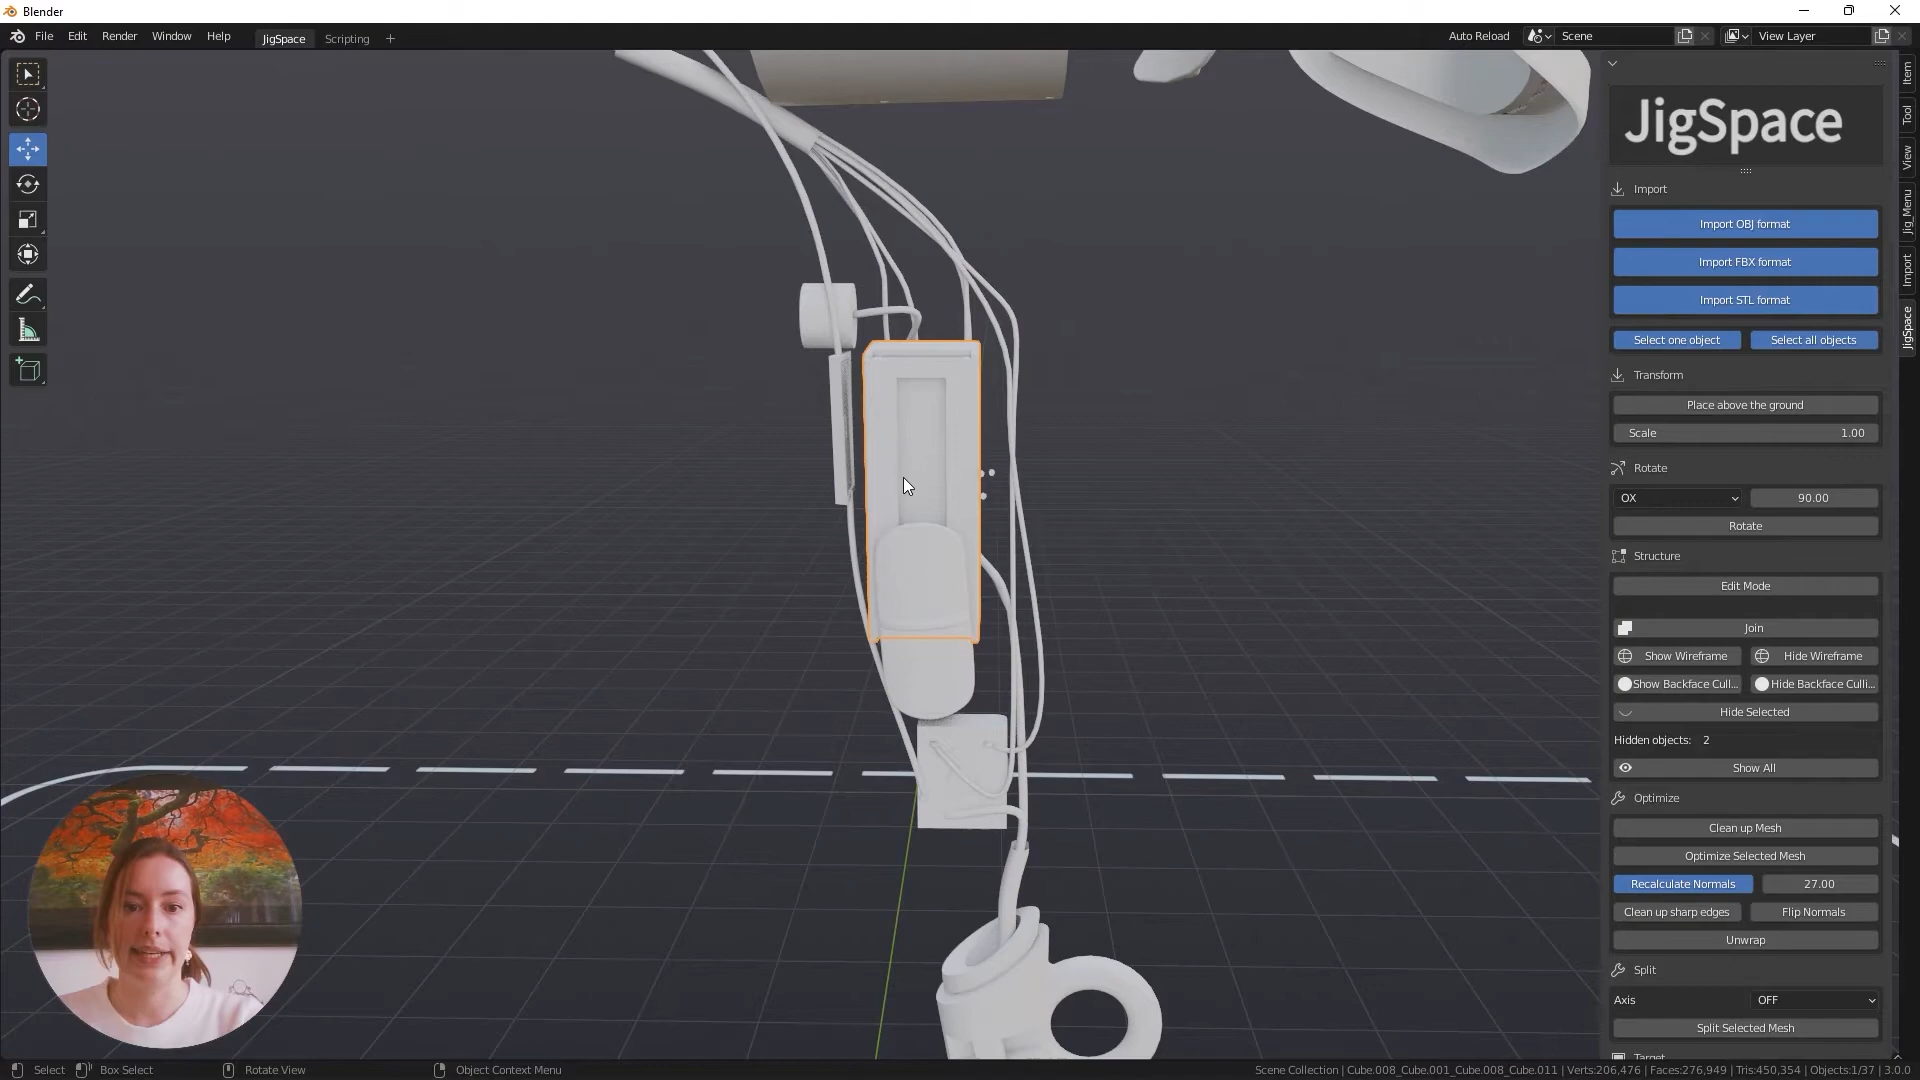 Blender
File Edit Render Window Help JigSpace Scripting + Auto Reload Scene View Layer
JigSpace
Import
Import OBJ format
Import FBX format
Import STL format
Select one object Select all objects
Transform
Place above the ground
Scale 1.00
Rotate
OX 90.00
Rotate
Structure
Edit Mode
Join
Show Wireframe Hide Wireframe
Show Backface Cull... Hide Backface Culli...
Hide Selected
Hidden objects: 2
Show All
Optimize
Clean up Mesh
Optimize Selected Mesh
Recalculate Normals 27.00
Clean up sharp edges Flip Normals
Unwrap
Split
Axis OFF
Split Selected Mesh
Target
Item
Tool
View
Jig_Menu
Import
JigSpace
Select Box Select Rotate View Object Context Menu Scene Collection | Cube.008_Cube.001_Cube.008_Cube.011 | Verts:206,476 | Faces:276,949 | Tris:450,354 | Objects:1/37 | 3.0.0